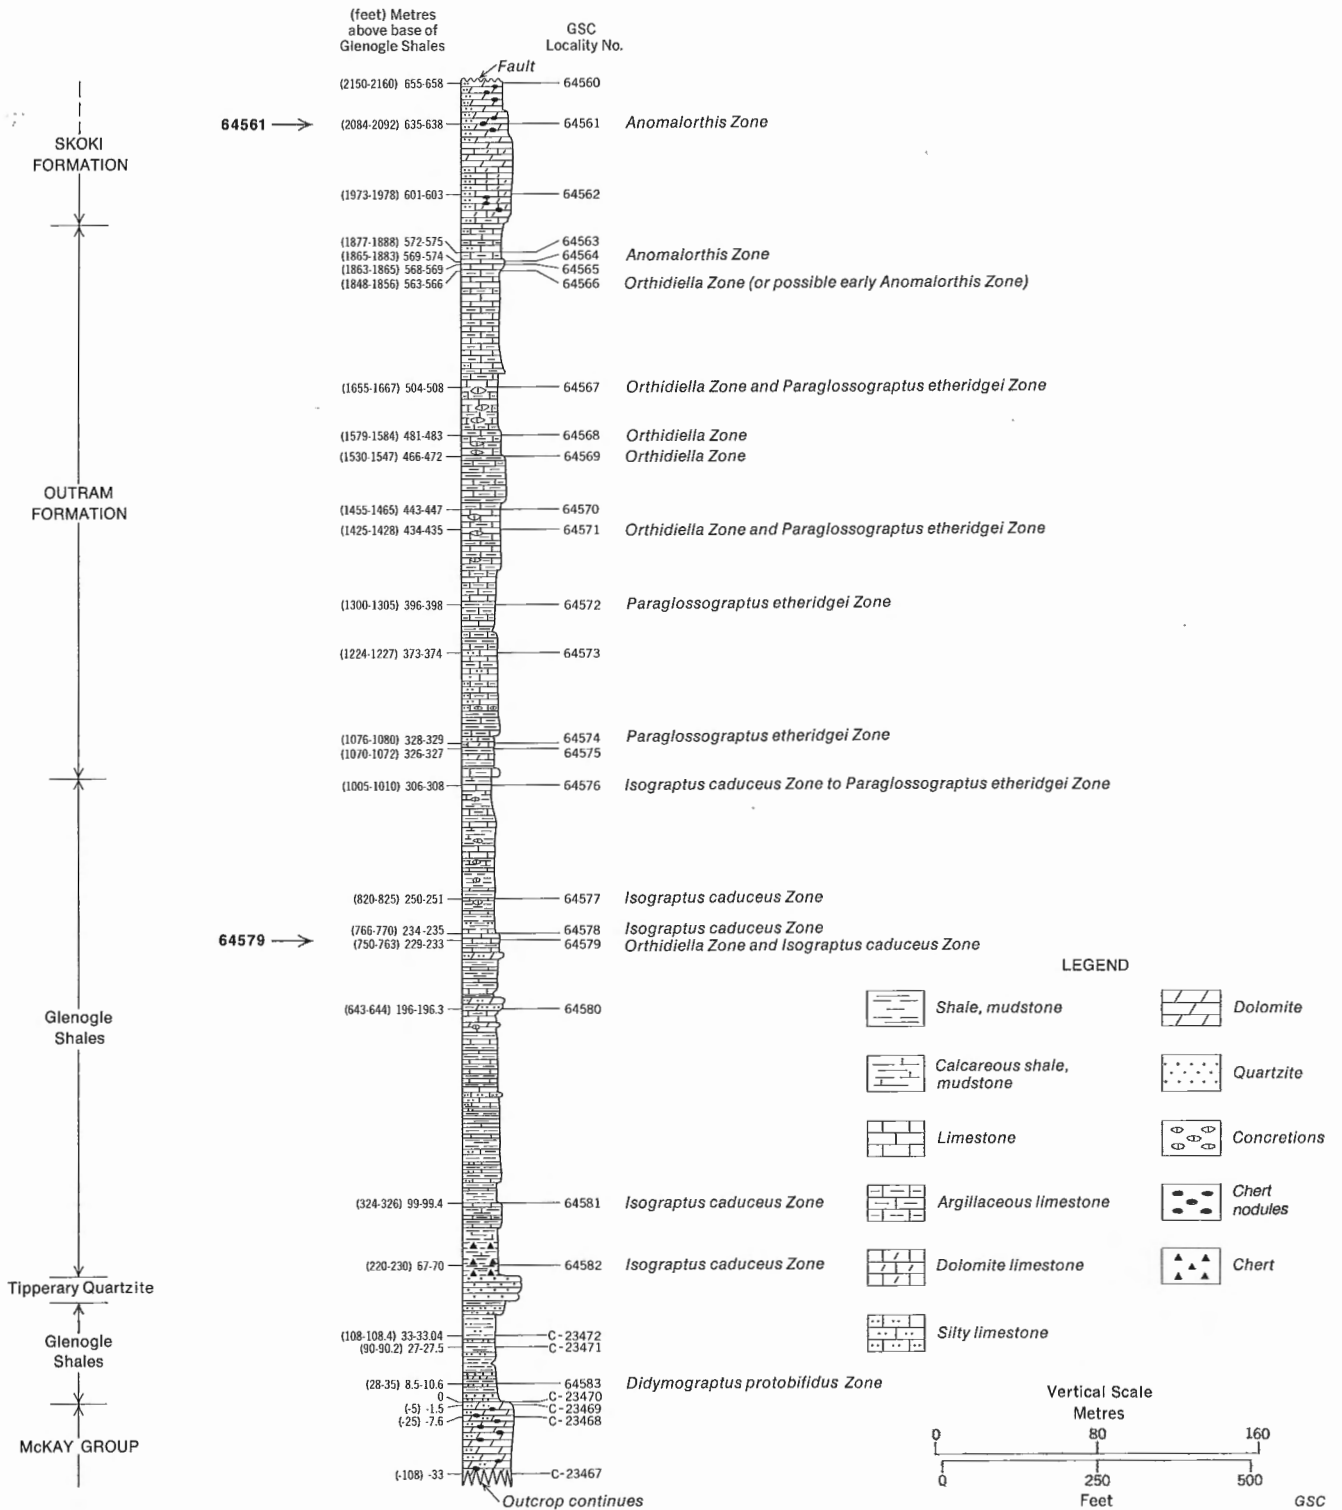 (feet) Metres
above base of
Glenogle Shales
GSC
Locality No.
Fault
(2150-2160) 655-658 64560
64561 (2084-2092) 635-638 64561 Anomalorthis Zone
SKOKI
FORMATION
(1973-1978) 601-603 64562
(1877-1888) 572-575 64563
(1865-1883) 569-574 64564 Anomalorthis Zone
(1863-1865) 568-569 64565
(1848-1856) 563-566 64566 Orthidiella Zone (or possible early Anomalorthis Zone)
(1655-1667) 504-508 64567 Orthidiella Zone and Paraglossograptus etheridgei Zone
(1579-1584) 481-483 64568 Orthidiella Zone
(1530-1547) 466-472 64569 Orthidiella Zone
OUTRAM
FORMATION
(1455-1465) 443-447 64570
(1425-1428) 434-435 64571 Orthidiella Zone and Paraglossograptus etheridgei Zone
(1300-1305) 396-398 64572 Paraglossograptus etheridgei Zone
(1224-1227) 373-374 64573
(1076-1080) 328-329 64574 Paraglossograptus etheridgei Zone
(1070-1072) 326-327 64575
(1005-1010) 306-308 64576 Isograptus caduceus Zone to Paraglossograptus etheridgei Zone
(820-825) 250-251 64577 Isograptus caduceus Zone
(766-770) 234-235 64578 Isograptus caduceus Zone
64579 (750-763) 229-233 64579 Orthidiella Zone and Isograptus caduceus Zone
(643-644) 196-196.3 64580
Glenogle
Shales
(324-326) 99-99.4 64581 Isograptus caduceus Zone
(220-230) 67-70 64582 Isograptus caduceus Zone
Tipperary Quartzite
(108-108.4) 33-33.04 C-23472
(90-90.2) 27-27.5 C-23471
Glenogle
Shales
(28-35) 8.5-10.6 64583 Didymograptus protobifidus Zone
0 C-23470
(-5) -1.5 C-23469
(-25) -7.6 C-23468
McKAY GROUP
(-108) -33 C-23467
Outcrop continues
LEGEND
Shale, mudstone
Calcareous shale,
mudstone
Limestone
Argillaceous limestone
Dolomite limestone
Silty limestone
Dolomite
Quartzite
Concretions
Chert
nodules
Chert
Vertical Scale
Metres
0 80 160
0 250 500
Feet
GSC